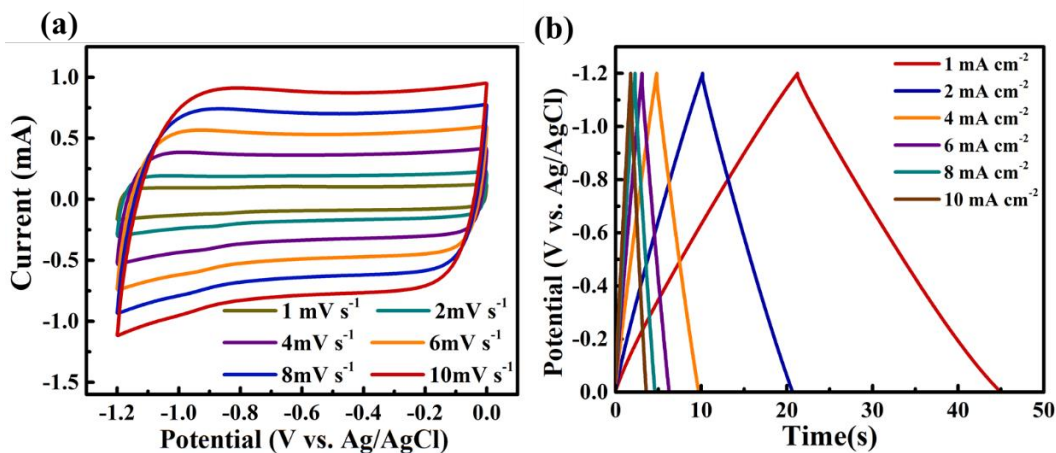 (a)
Current (mA)
1.0
0.5
0.0
-0.5
-1.0
-1.5
1 mV s-1
2mV s-1
4mV s-1
6mV s-1
8mV s-1
10mV s-1
-1.2 -1.0 -0.8 -0.6 -0.4 -0.2 0.0
Potential (V vs. Ag/AgCl)
(b)
Potential (V vs. Ag/AgCl)
-1.2
-1.0
-0.8
-0.6
-0.4
-0.2
0.0
1 mA cm-2
2 mA cm-2
4 mA cm-2
6 mA cm-2
8 mA cm-2
10 mA cm-2
0 10 20 30 40 50
Time(s)